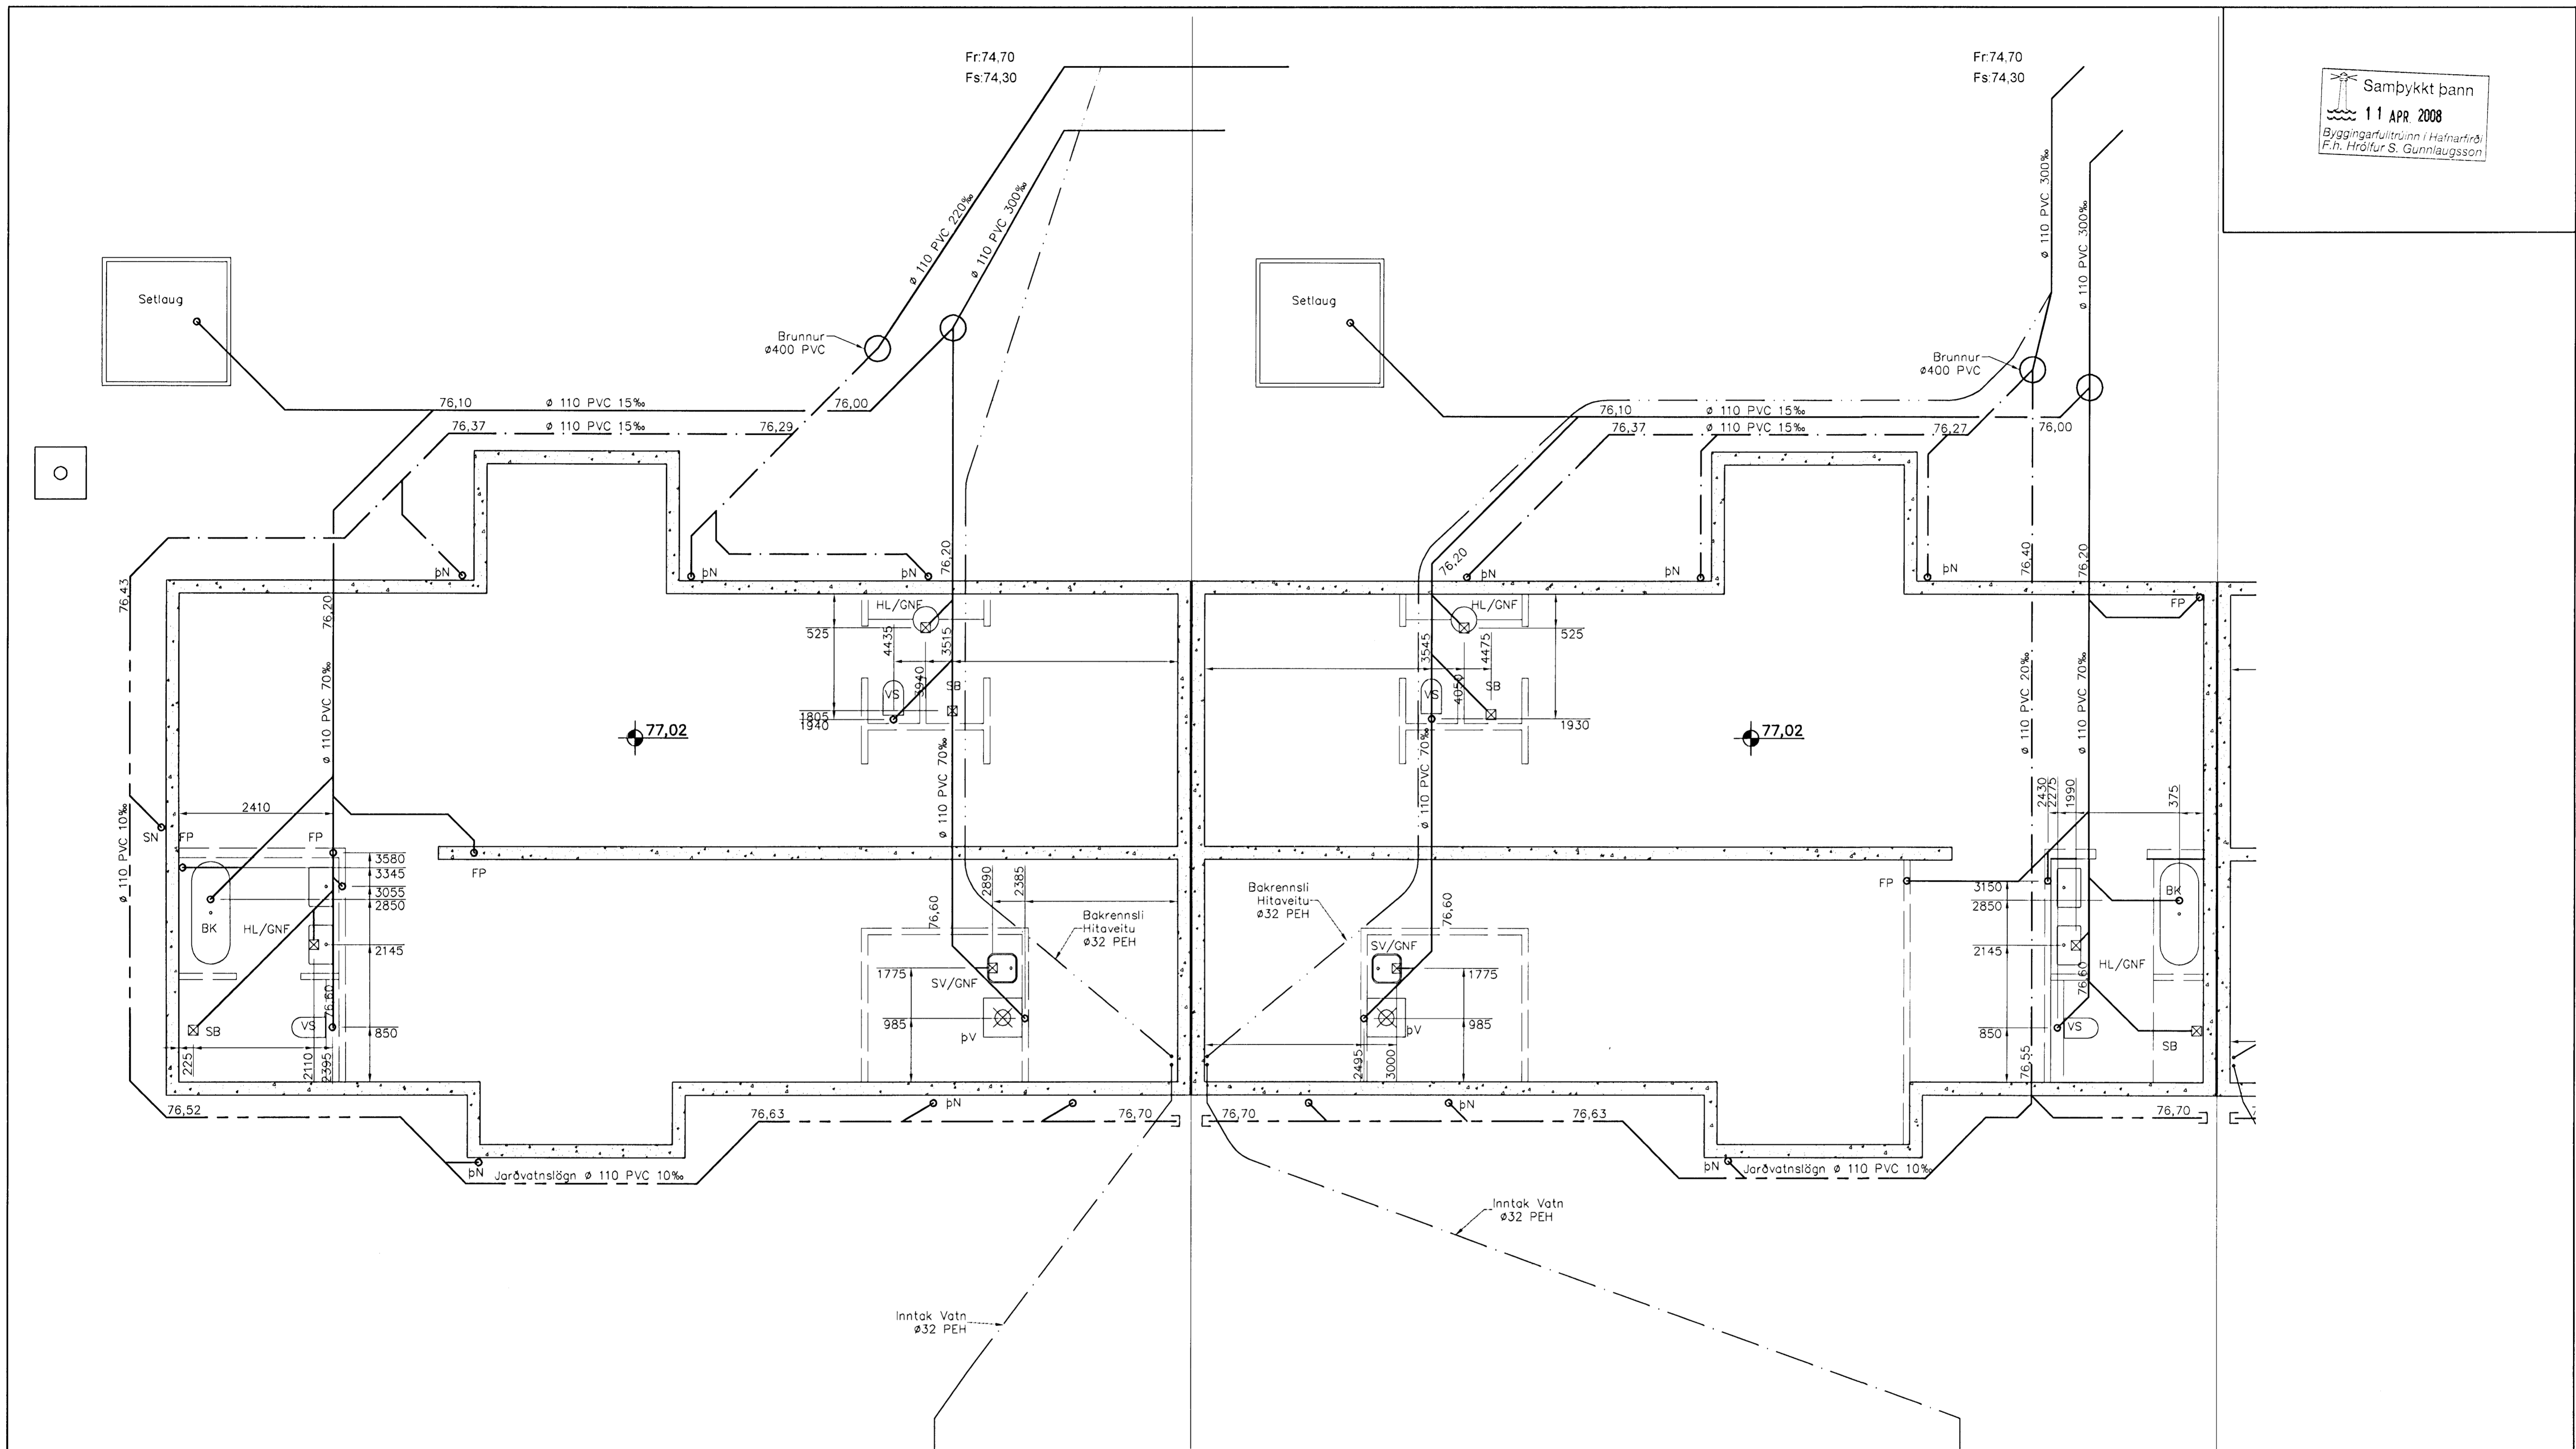 Fr:74,70
Fs:74,30
Fr:74,70
Fs:74,30
Samþykkt þann
11 APR. 2008
Byggingarfulltrúinn í Hafnarfirði
F.h. Hrólfur S. Gunnlaugsson
ø 110 PVC 220‰
ø 110 PVC 300‰
ø 110 PVC 300‰
ø 110 PVC 300‰
Setlaug
Setlaug
Brunnur
ø400 PVC
Brunnur
ø400 PVC
76,10
ø 110 PVC 15‰
76,00
76,37
ø 110 PVC 15‰
76,29
76,10
ø 110 PVC 15‰
76,37
ø 110 PVC 15‰
76,27
76,00
76,43
76,20
þN
þN
þN
76,20
76,20
þN
þN
76,40
76,20
þN
FP
HL/GNF
525
4435
3515
3940
VS
SB
1805
1940
HL/GNF
525
3545
4475
4050
VS
SB
1930
77,02
77,02
ø 110 PVC 70‰
ø 110 PVC 70‰
ø 110 PVC 70‰
ø 110 PVC 20‰
ø 110 PVC 70‰
ø 110 PVC 10‰
2410
SN
FP
FP
FP
3580
3345
3055
2850
2145
850
BK
HL/GNF
SB
VS
76,60
225
2110
2395
76,60
2890
2385
1775
985
SV/GNF
þV
Bakrennsli
Hitaveitu
ø32 PEH
Bakrennsli
Hitaveitu
ø32 PEH
76,60
SV/GNF
1775
985
þV
2495
3000
2430
2275
1990
375
FP
3150
2850
2145
850
BK
HL/GNF
76,60
VS
SB
76,55
76,52
76,63
þN
76,70
76,70
þN
76,63
76,70
þN
Jarðvatnslögn ø 110 PVC 10‰
þN
Jarðvatnslögn ø 110 PVC 10‰
Inntak Vatn
ø32 PEH
Inntak Vatn
ø32 PEH